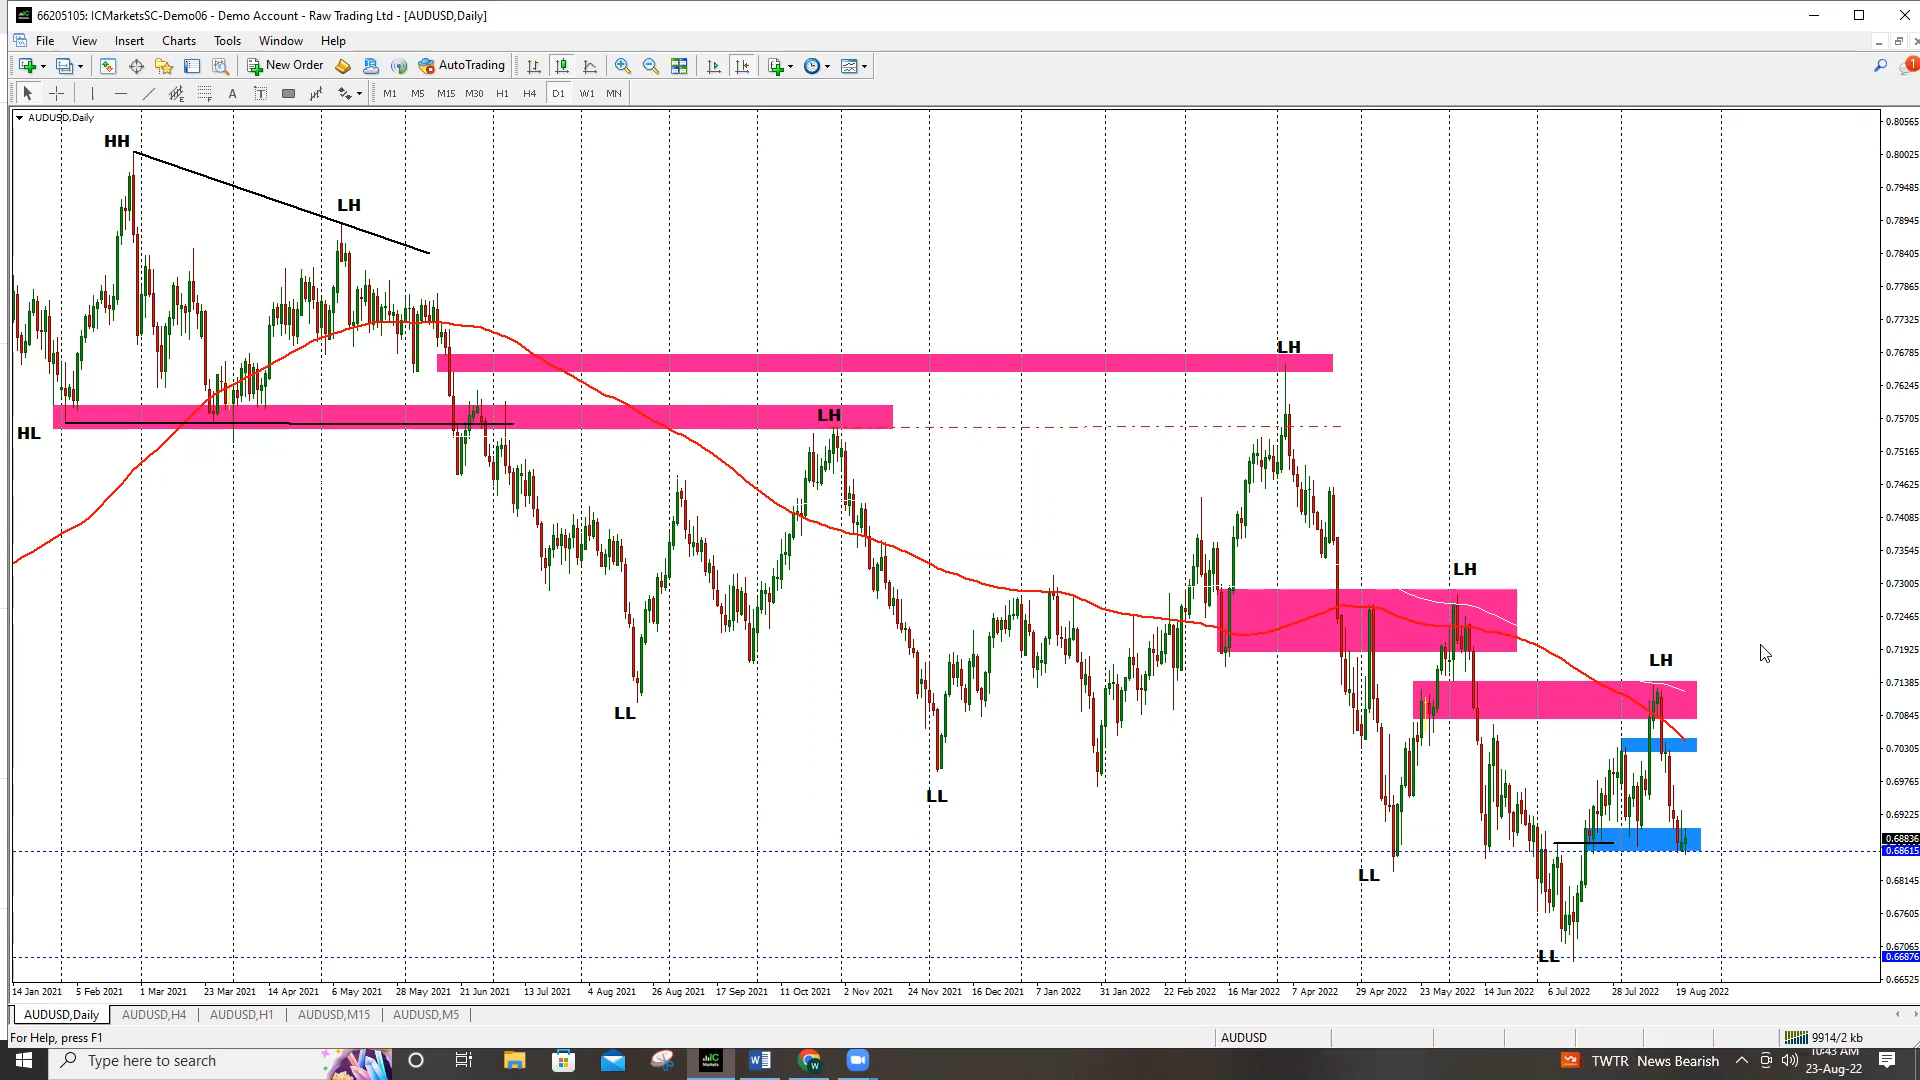 66205105: ICMarketsSC-Demo06 - Demo Account - Raw Trading Ltd - [AUDUSD,Daily]
File View Insert Charts Tools Window Help
New Order AutoTrading 1
A T M1 M5 M15 M30 H1 H4 D1 W1 MN
AUDUSD,Daily
0.80565
HH
0.80025
0.79485
LH
0.78945
0.78405
0.77865
0.77325
LH
0.76785
0.76245
LH
0.75705
HL
0.75165
0.74625
0.74085
0.73545
LH
0.73005
0.72465
0.71925
LH
0.71385
LL
0.70845
0.70305
0.69765
LL
0.69225
0.68836
0.68615
LL
0.68145
0.67605
0.67065
LL
0.66876
0.66525
14 Jan 2021 5 Feb 2021 1 Mar 2021 23 Mar 2021 14 Apr 2021 6 May 2021 28 May 2021 21 Jun 2021 13 Jul 2021 4 Aug 2021 26 Aug 2021 17 Sep 2021 11 Oct 2021 2 Nov 2021 24 Nov 2021 16 Dec 2021 7 Jan 2022 31 Jan 2022 22 Feb 2022 16 Mar 2022 7 Apr 2022 29 Apr 2022 23 May 2022 14 Jun 2022 6 Jul 2022 28 Jul 2022 19 Aug 2022
AUDUSD,Daily AUDUSD,H4 AUDUSD,H1 AUDUSD,M15 AUDUSD,M5
For Help, press F1 AUDUSD 9914/2 kb
Type here to search TWTR News Bearish
10:43 AM
23-Aug-22